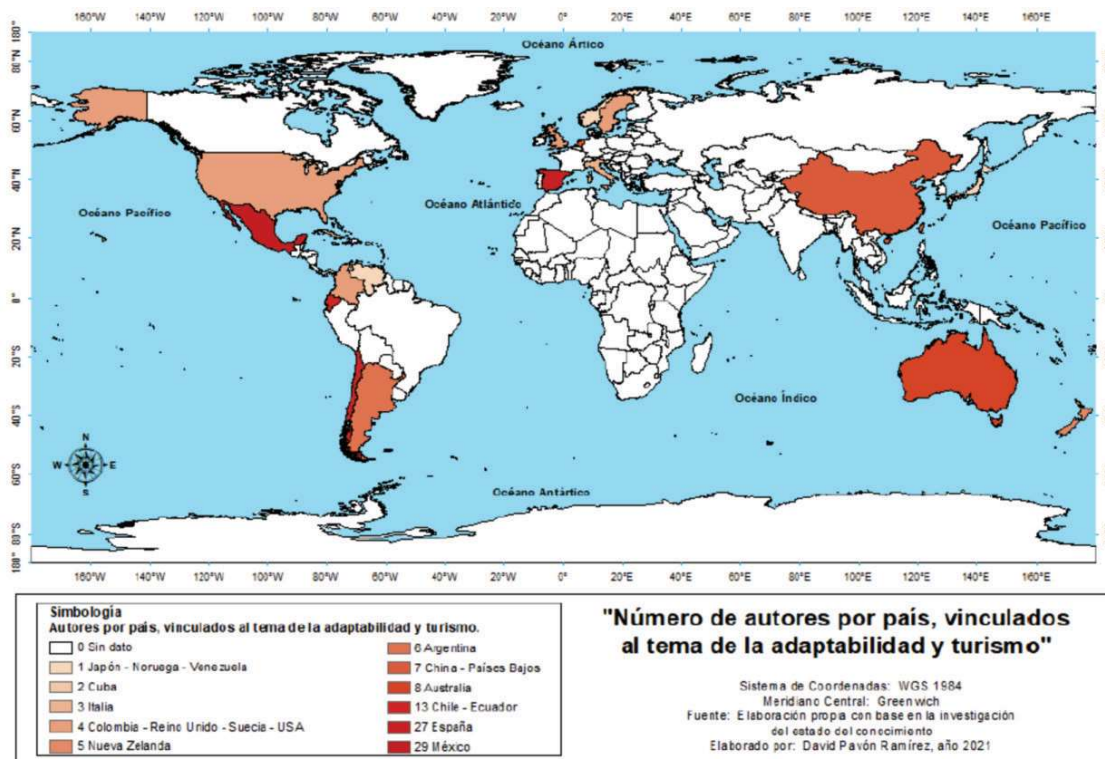 160°W 140°W 120°W 100°W 80°W 60°W 40°W 20°W 0° 20°E 40°E 60°E 80°E 100°E 120°E 140°E 160°E
180°
80°N
60°N
40°N
20°N
0°
20°S
40°S
60°S
80°S
180°
Océano Ártico
Océano Pacífico
Océano Atlántico
Océano Pacífico
Océano Índico
Océano Antártico
N
W E
S
160°W 140°W 120°W 100°W 80°W 60°W 40°W 20°W 0° 20°E 40°E 60°E 80°E 100°E 120°E 140°E 160°E
Simbología
Autores por país, vinculados al tema de la adaptabilidad y turismo.
0 Sin dato
1 Japón - Noruega - Venezuela
2 Cuba
3 Italia
4 Colombia - Reino Unido - Suecia - USA
5 Nueva Zelanda
6 Argentina
7 China - Países Bajos
8 Australia
13 Chile - Ecuador
27 España
29 México
"Número de autores por país, vinculados
al tema de la adaptabilidad y turismo"
Sistema de Coordenadas: WGS 1984
Meridiano Central: Greenwich
Fuente: Elaboración propia con base en la investigación
del estado del conocimiento
Elaborado por: David Pavón Ramírez, año 2021